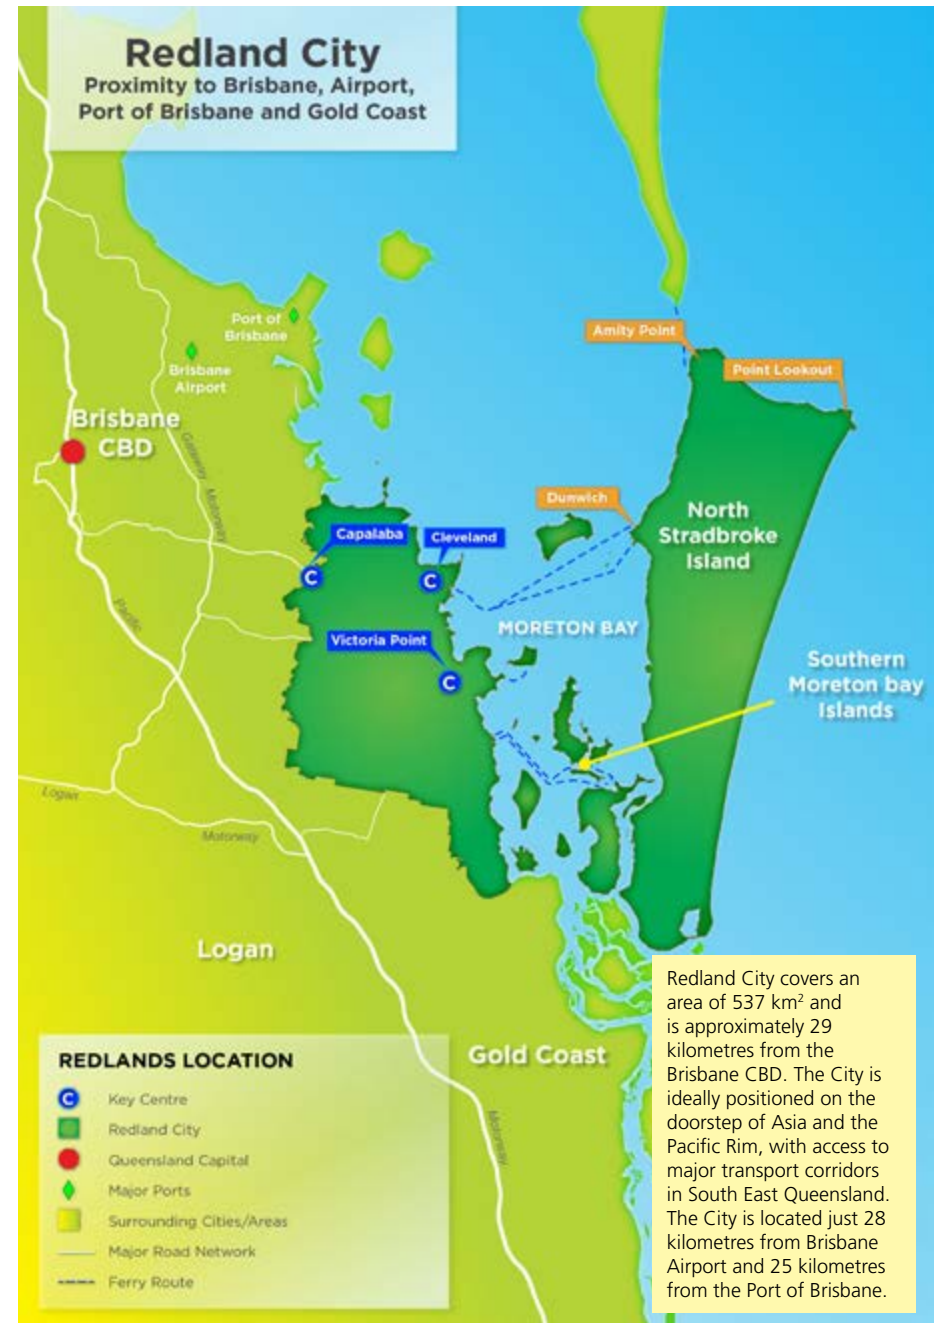 Redland City
Proximity to Brisbane, Airport,
Port of Brisbane and Gold Coast
Port of
Brisbane
Brisbane
Airport
Brisbane
CBD
Gateway Motorway
Amity Point
Point Lookout
Dunwich
North
Stradbroke
Island
Capalaba
Cleveland
C
C
Victoria Point
C
MORETON BAY
Pacific
Southern
Moreton bay
Islands
Logan
Motorway
Logan
Gold Coast
Motorway
REDLANDS LOCATION
C Key Centre
Redland City
Queensland Capital
Major Ports
Surrounding Cities/Areas
Major Road Network
Ferry Route
Redland City covers an
area of 537 km² and
is approximately 29
kilometres from the
Brisbane CBD. The City is
ideally positioned on the
doorstep of Asia and the
Pacific Rim, with access to
major transport corridors
in South East Queensland.
The City is located just 28
kilometres from Brisbane
Airport and 25 kilometres
from the Port of Brisbane.